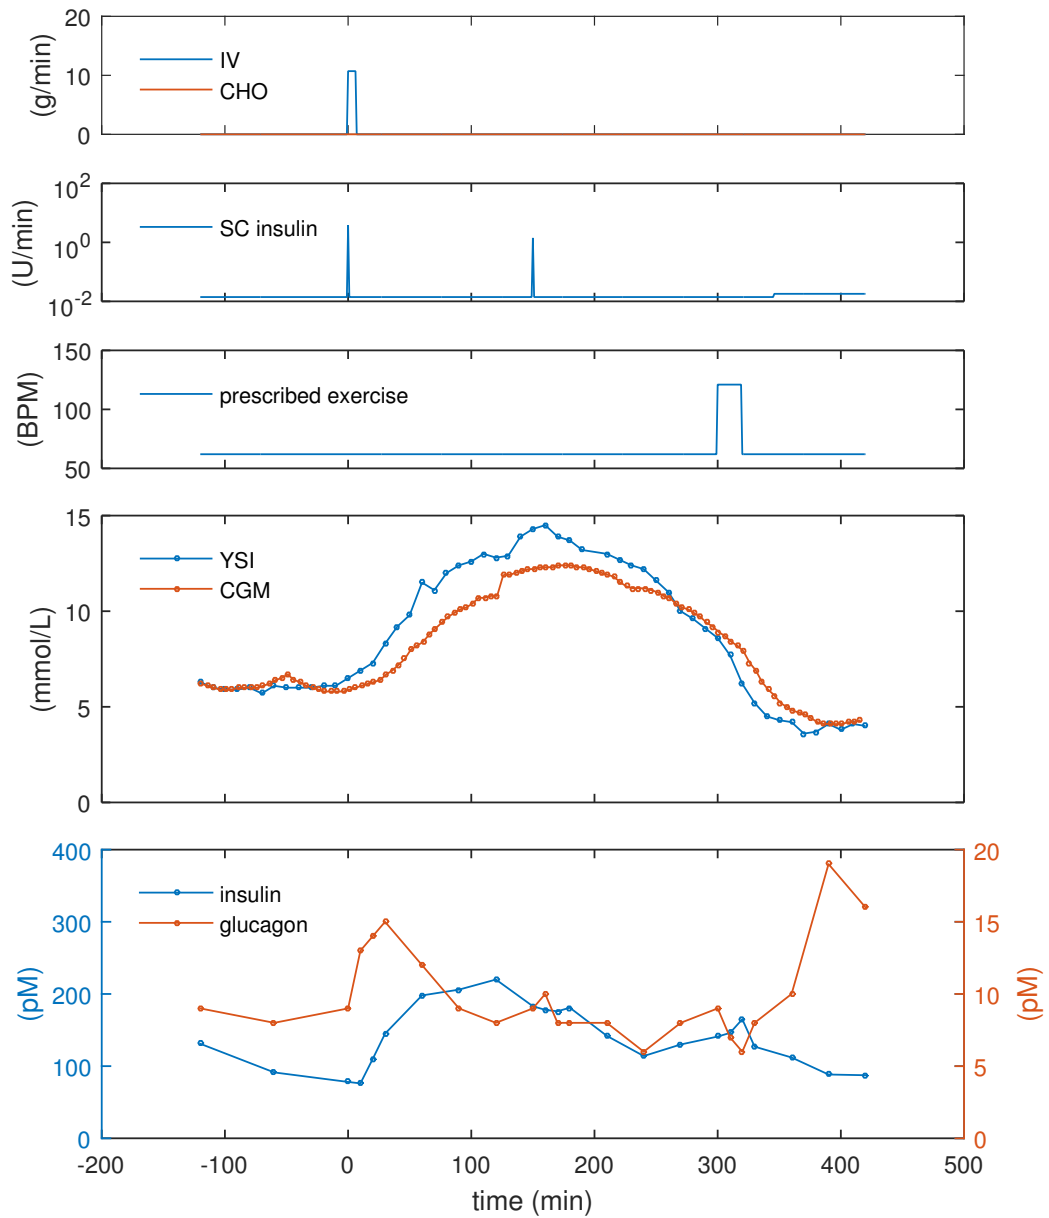 20
10
0
(g/min)
IV
CHO
10^2
10^0
10^-2
(U/min)
SC insulin
150
100
50
(BPM)
prescribed exercise
15
10
5
0
(mmol/L)
YSI
CGM
400
300
200
100
0
(pM)
insulin
glucagon
20
15
10
5
0
(pM)
-200 -100 0 100 200 300 400 500
time (min)